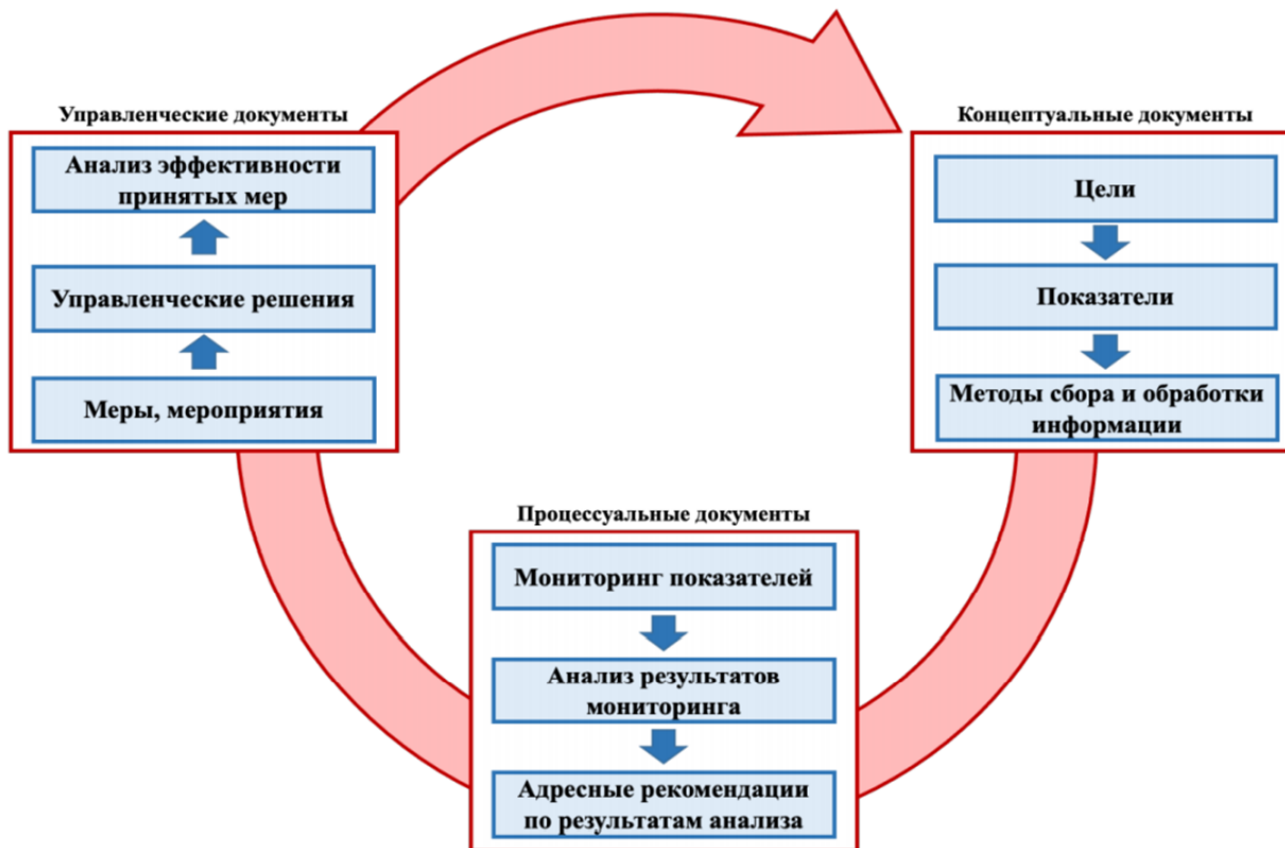 Управленческие документы
Анализ эффективности
принятых мер
Управленческие решения
Меры, мероприятия
Концептуальные документы
Цели
Показатели
Методы сбора и обработки
информации
Процессуальные документы
Мониторинг показателей
Анализ результатов
мониторинга
Адресные рекомендации
по результатам анализа